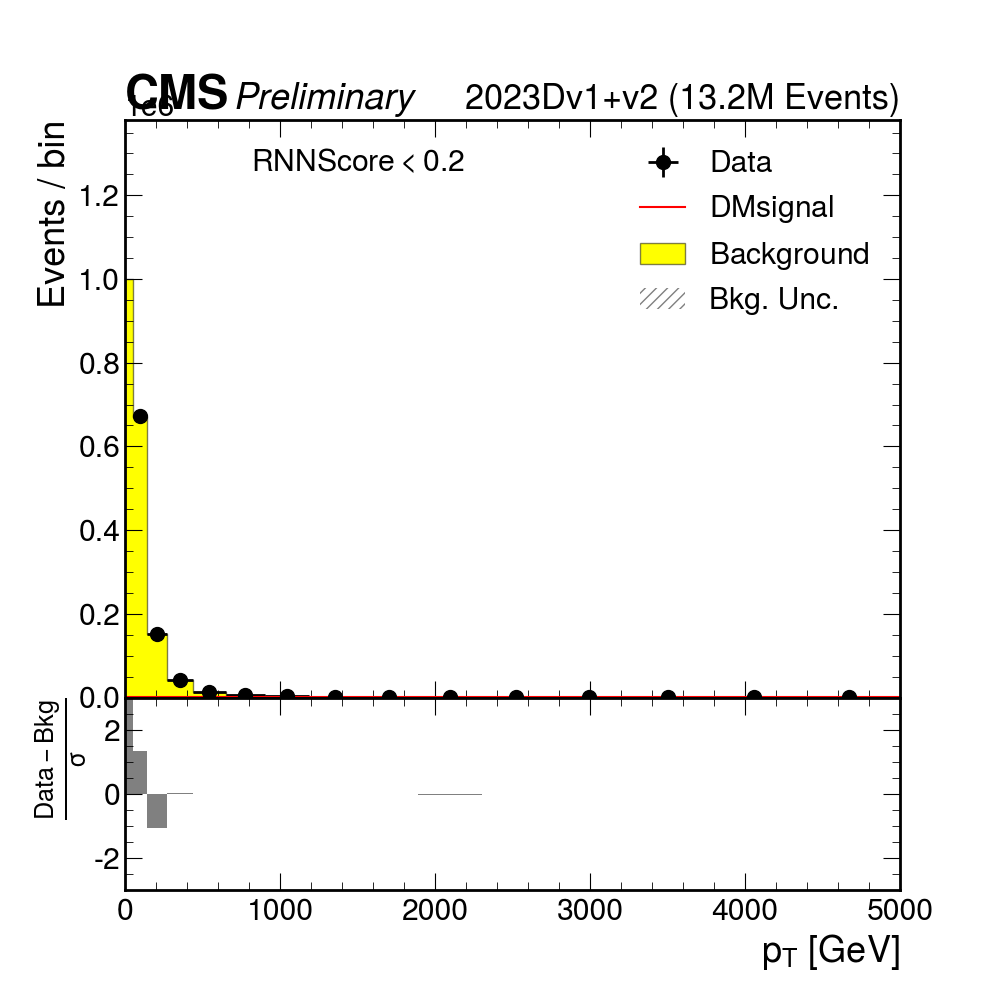 CMS Preliminary 2023Dv1+v2 (13.2M Events)
1e6
Events / bin
RNNScore < 0.2
Data
DMsignal
Background
Bkg. Unc.
1.2
1.0
0.8
0.6
0.4
0.2
0.0
Data – Bkg
σ
2
0
-2
0 1000 2000 3000 4000 5000
pT [GeV]